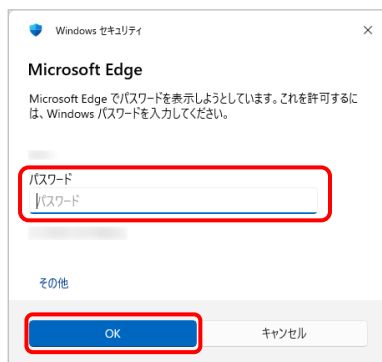 Windows セキュリティ
Microsoft Edge
Microsoft Edge でパスワードを表示しようとしています。これを許可するに
は、Windows パスワードを入力してください。
パスワード
パスワード
その他
OK
キャンセル